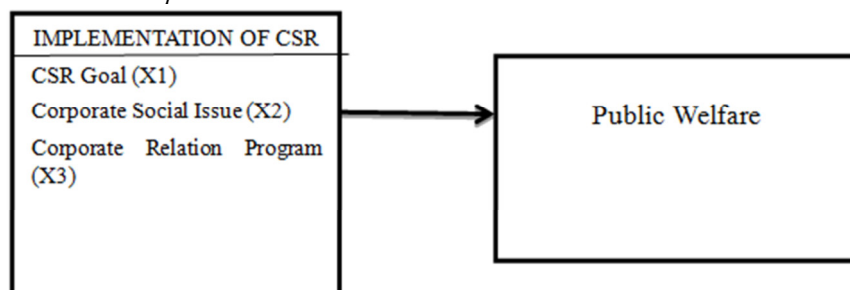 IMPLEMENTATION OF CSR
CSR Goal (X1)
Corporate Social Issue (X2)
Corporate Relation Program
(X3)
Public Welfare